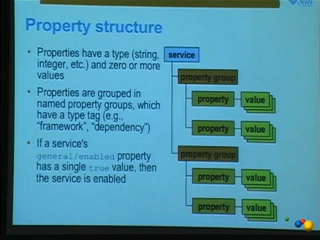 Property structure
• Properties have a type (string,
integer, etc.) and zero or more
values
• Properties are grouped in
named property groups, which
have a type tag (e.g.,
"framework", "dependency")
• If a service's
general/enabled property
has a single true value, then
the service is enabled
service
property group
property
value
property
value
property group
property
value
property
value